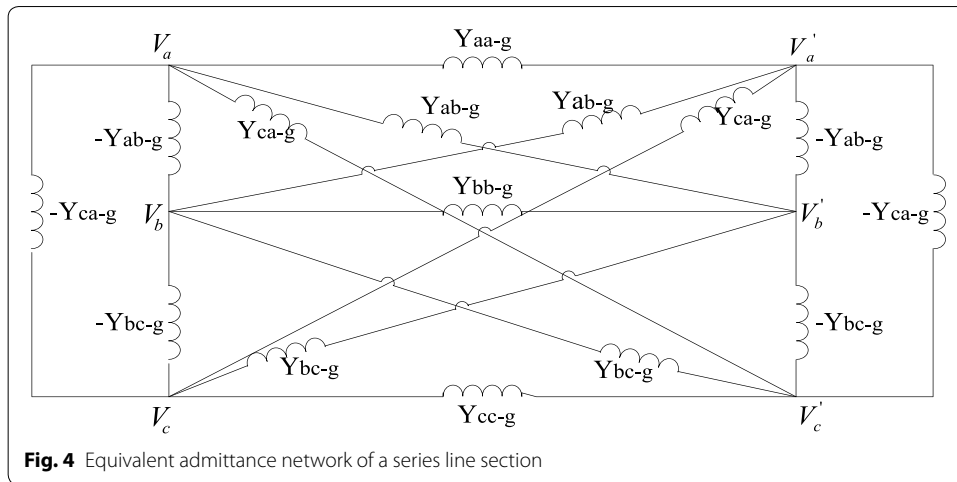 Va Yaa-g Va'
Yab-g Yab-g
-Yab-g Yca-g Yca-g -Yab-g
-Yca-g Vb Ybb-g Vb' -Yca-g
-Ybc-g -Ybc-g
Ybc-g Ybc-g
Vc Ycc-g Vc'
Fig. 4 Equivalent admittance network of a series line section